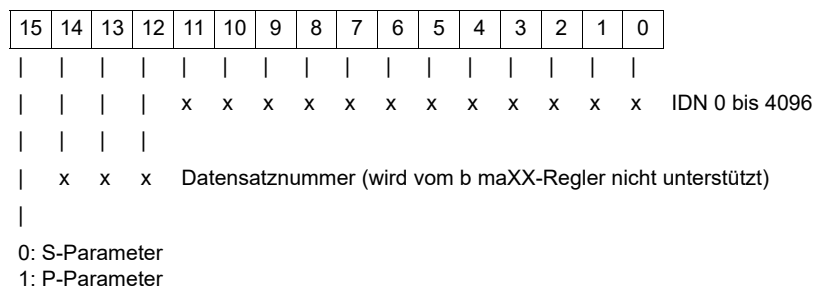 15 14 13 12 11 10 9 8 7 6 5 4 3 2 1 0
| | | | | | | | | | | | | | | |
| | | | x x x x x x x x x x x x IDN 0 bis 4096
| | | |
| x x x Datensatznummer (wird vom b maXX-Regler nicht unterstützt)
|
0: S-Parameter
1: P-Parameter